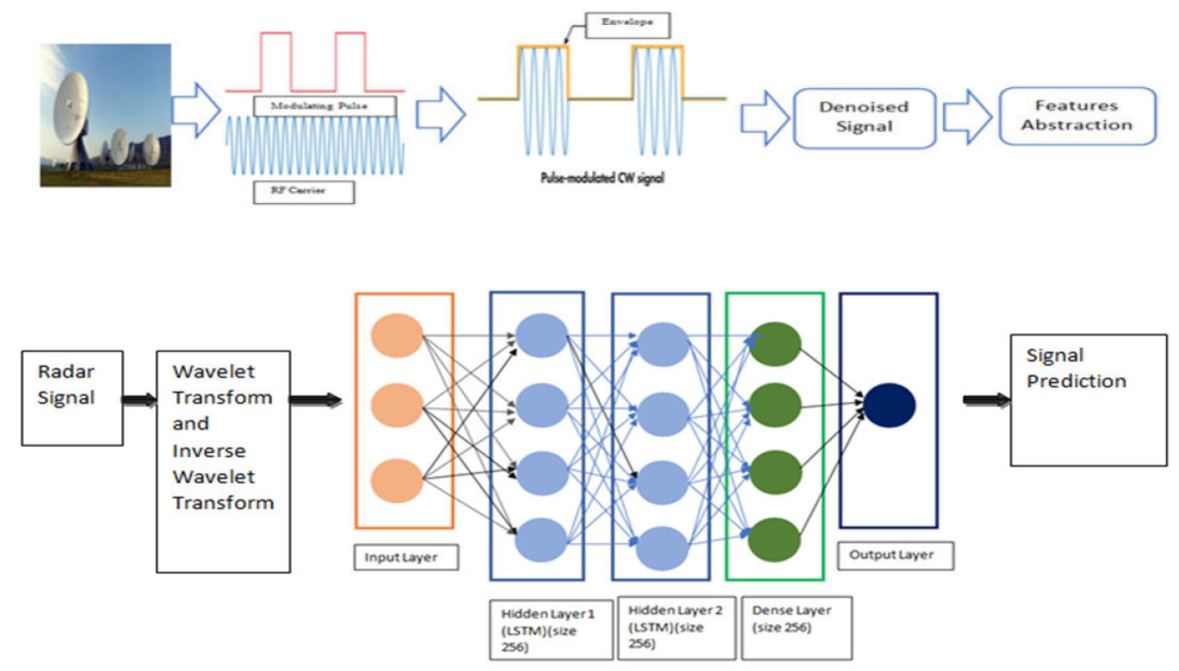 Envelope
Modulating Pulse
RF Carrier
Pulse-modulated CW signal
Denoised
Signal
Features
Abstraction
Radar
Signal
Wavelet
Transform
and
Inverse
Wavelet
Transform
Input Layer
Hidden Layer 1
(LSTM)(size
256)
Hidden Layer 2
(LSTM)(size
256)
Dense Layer
(size 256)
Output Layer
Signal
Prediction